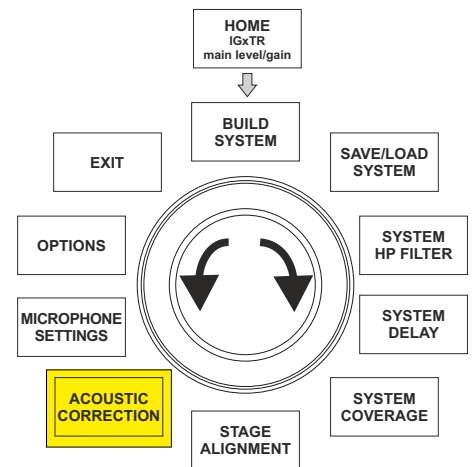 HOME
IGxTR
main level/gain
BUILD
SYSTEM
SAVE/LOAD
SYSTEM
SYSTEM
HP FILTER
SYSTEM
DELAY
SYSTEM
COVERAGE
STAGE
ALIGNMENT
ACOUSTIC
CORRECTION
MICROPHONE
SETTINGS
OPTIONS
EXIT